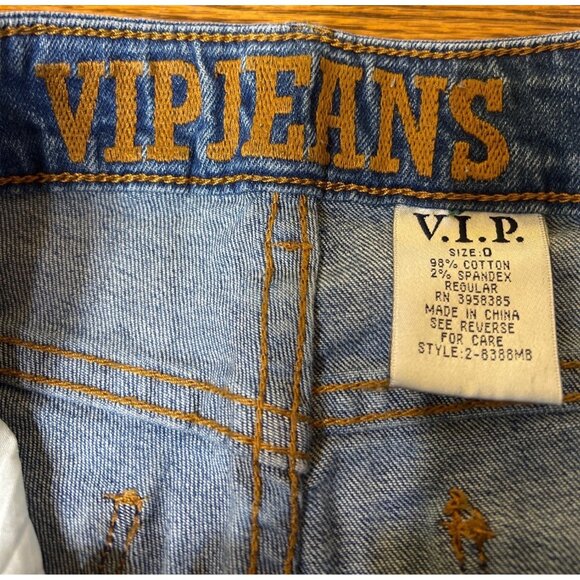 VIPJEANS
V.I.P.
SIZE:0
98% COTTON
2% SPANDEX
REGULAR
RN 3958385
MADE IN CHINA
SEE REVERSE
FOR CARE
STYLE:2-8388MB